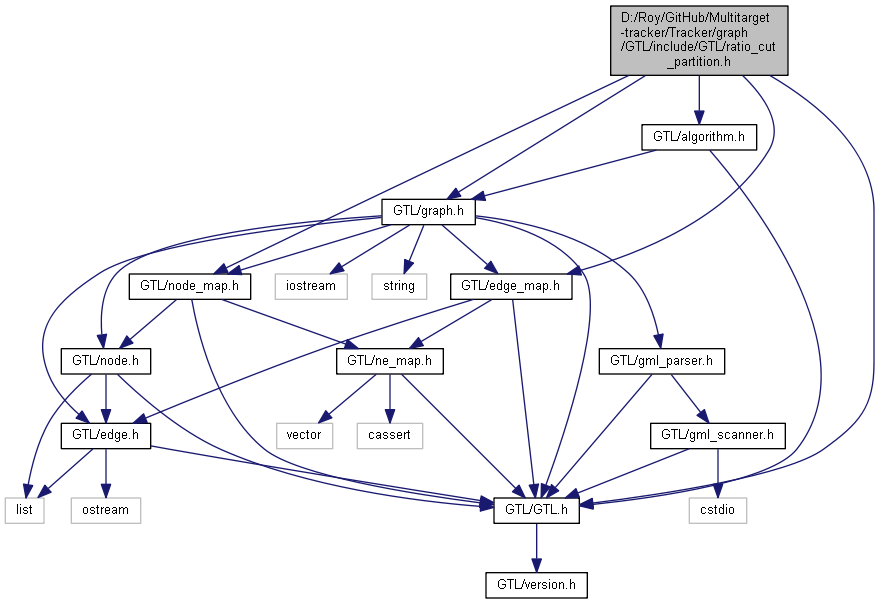 D:/Roy/GitHub/Multitarget
-tracker/Tracker/graph
/GTL/include/GTL/ratio_cut
_partition.h
GTL/algorithm.h
GTL/graph.h
GTL/node_map.h
iostream
string
GTL/edge_map.h
GTL/node.h
GTL/ne_map.h
GTL/gml_parser.h
GTL/edge.h
vector
cassert
GTL/gml_scanner.h
list
ostream
GTL/GTL.h
cstdio
GTL/version.h